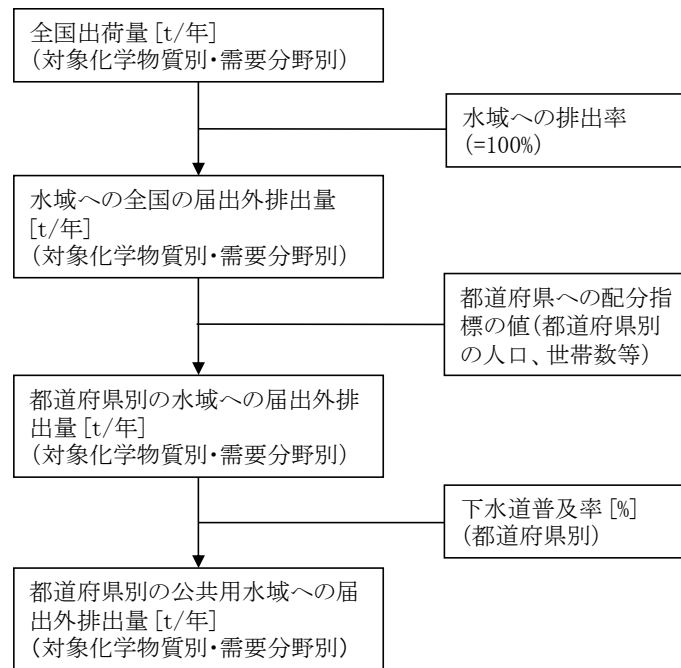 全国出荷量[t/年]
(対象化学物質別・需要分野別)
水域への排出率
(=100%)
水域への全国の届出外排出量
[t/年]
(対象化学物質別・需要分野別)
都道府県への配分指
標の値(都道府県別
の人口、世帯数等)
都道府県別の水域への届出外排
出量[t/年]
(対象化学物質別・需要分野別)
下水道普及率[%]
(都道府県別)
都道府県別の公共用水域への届
出外排出量[t/年]
(対象化学物質別・需要分野別)